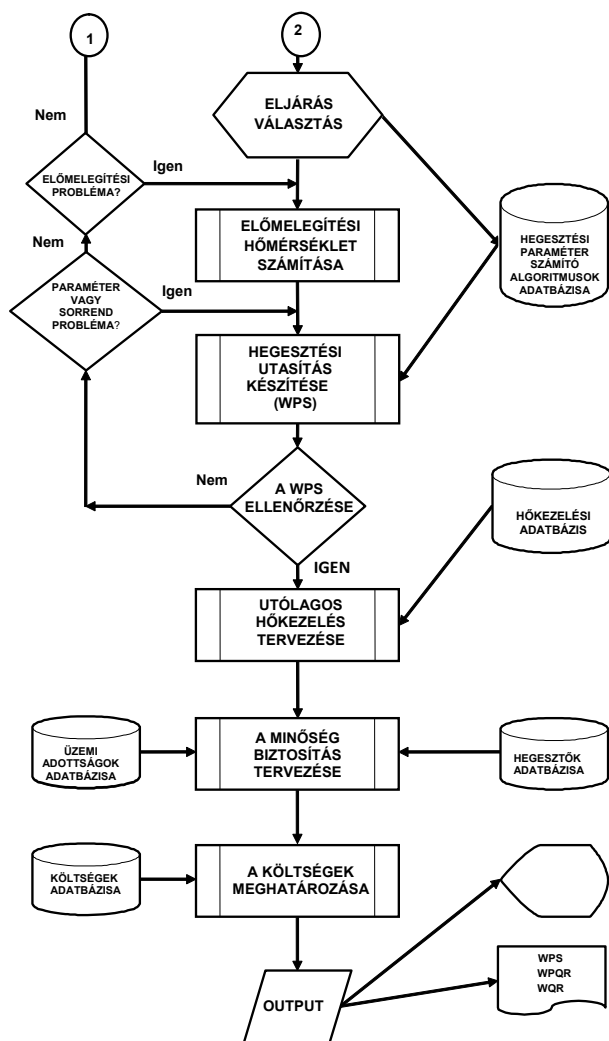 1
2
Nem
ELJÁRÁS
VÁLASZTÁS
ELŐMELEGÍTÉSI
PROBLÉMA?
Igen
ELŐMELEGÍTÉSI
HŐMÉRSÉKLET
SZÁMÍTÁSA
HEGESZTÉSI
PARAMÉTER
SZÁMÍTÓ
ALGORITMUSOK
ADATBÁZISA
Nem
PARAMÉTER
VAGY
SORREND
PROBLÉMA?
Igen
HEGESZTÉSI
UTASÍTÁS
KÉSZÍTÉSE
(WPS)
Nem
A WPS
ELLENŐRZÉSE
IGEN
HŐKEZELÉSI
ADATBÁZIS
UTÓLAGOS
HŐKEZELÉS
TERVEZÉSE
ÜZEMI
ADOTTSÁGOK
ADATBÁZISA
A MINŐSÉG
BIZTOSÍTÁS
TERVEZÉSE
HEGESZTŐK
ADATBÁZISA
KÖLTSÉGEK
ADATBÁZISA
A KÖLTSÉGEK
MEGHATÁROZÁSA
OUTPUT
WPS
WPQR
WQR